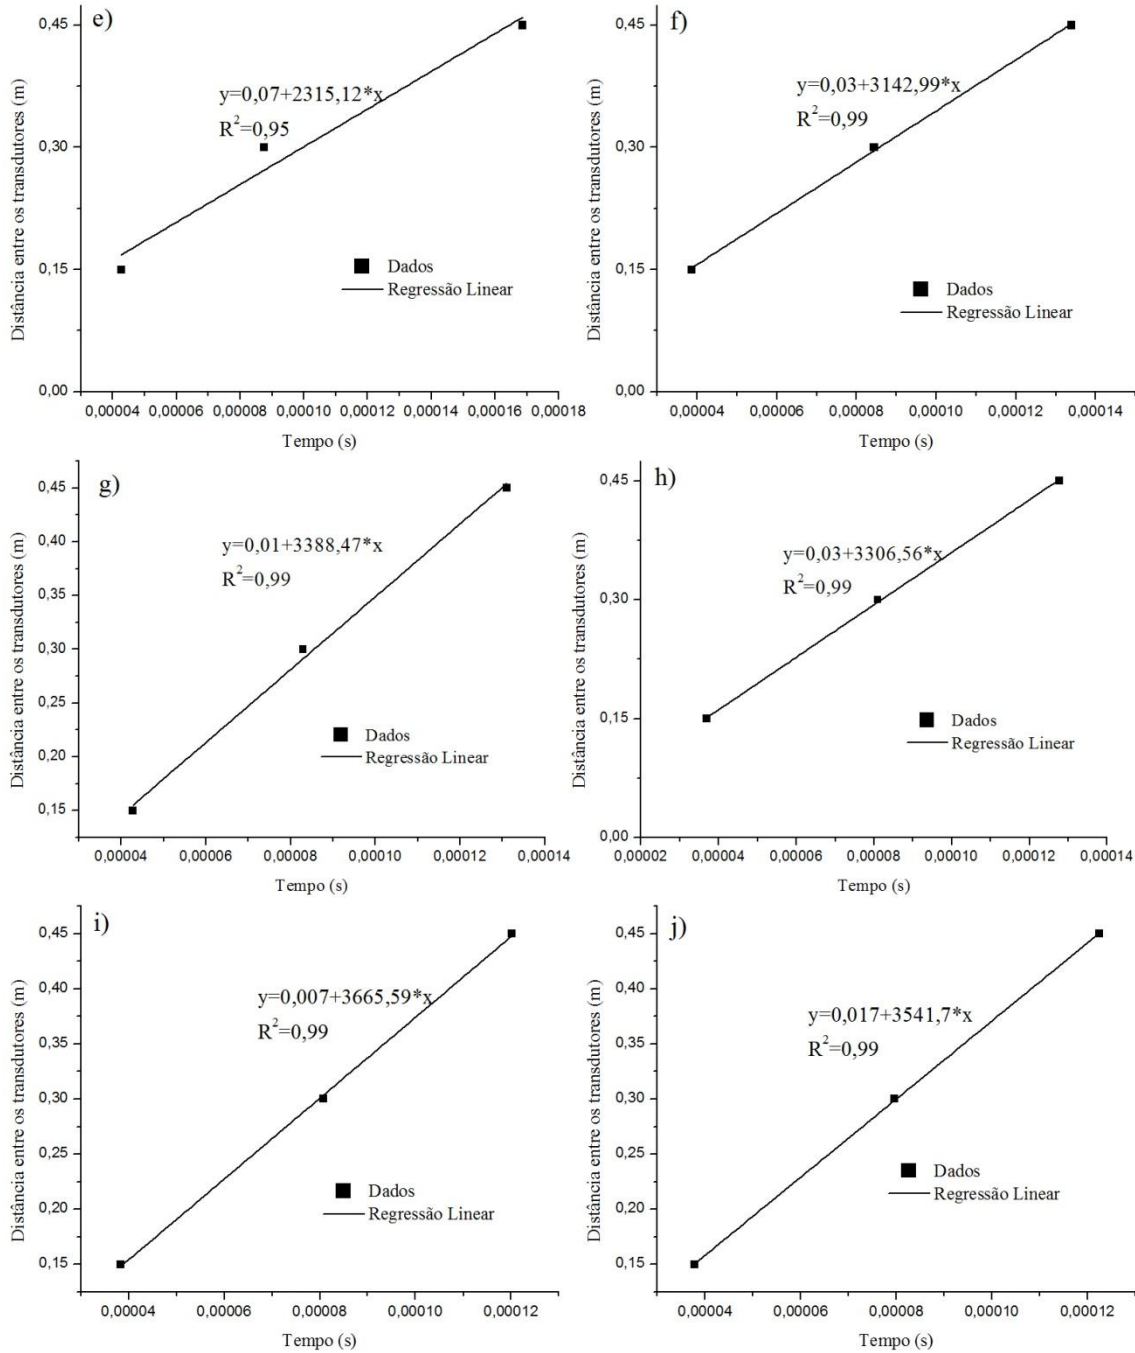 e)
0,45
0,30
0,15
0,00
Distância entre os transdutores (m)
y=0,07+2315,12*x
R²=0,95
Dados
Regressão Linear
0,00004 0,00006 0,00008 0,00010 0,00012 0,00014 0,00016 0,00018
Tempo (s)
f)
0,45
0,30
0,15
0,00
Distância entre os transdutores (m)
y=0,03+3142,99*x
R²=0,99
Dados
Regressão Linear
0,00004 0,00006 0,00008 0,00010 0,00012 0,00014
Tempo (s)
g)
0,45
0,40
0,35
0,30
0,25
0,20
0,15
Distância entre os transdutores (m)
y=0,01+3388,47*x
R²=0,99
Dados
Regressão Linear
0,00004 0,00006 0,00008 0,00010 0,00012 0,00014
Tempo (s)
h)
0,45
0,30
0,15
0,00
Distância entre os transdutores (m)
y=0,03+3306,56*x
R²=0,99
Dados
Regressão Linear
0,00002 0,00004 0,00006 0,00008 0,00010 0,00012 0,00014
Tempo (s)
i)
0,45
0,40
0,35
0,30
0,25
0,20
0,15
Distância entre os transdutores (m)
y=0,007+3665,59*x
R²=0,99
Dados
Regressão Linear
0,00004 0,00006 0,00008 0,00010 0,00012
Tempo (s)
j)
0,45
0,40
0,35
0,30
0,25
0,20
0,15
Distância entre os transdutores (m)
y=0,017+3541,7*x
R²=0,99
Dados
Regressão Linear
0,00004 0,00006 0,00008 0,00010 0,00012
Tempo (s)